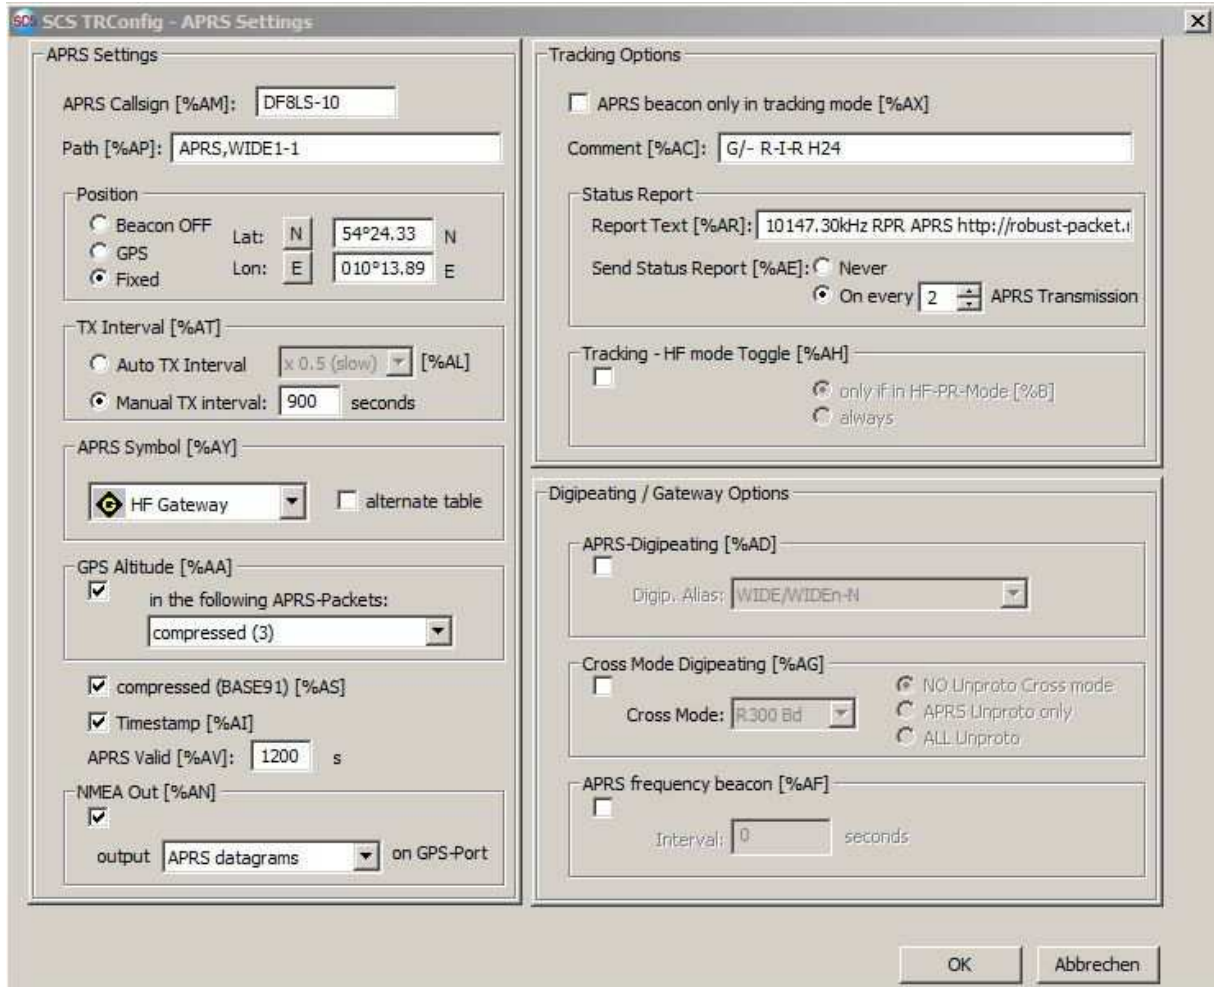 SCS TRConfig - APRS Settings
APRS Settings
APRS Callsign [%AM]: DF8LS-10
Path [%AP]: APRS,WIDE1-1
Position
Beacon OFF
GPS
Fixed
Lat: N 54°24.33 N
Lon: E 010°13.89 E
TX Interval [%AT]
Auto TX Interval x 0.5 (slow) [%AL]
Manual TX interval: 900 seconds
APRS Symbol [%AY]
G HF Gateway alternate table
GPS Altitude [%AA]
in the following APRS-Packets:
compressed (3)
compressed (BASE91) [%AS]
Timestamp [%AI]
APRS Valid [%AV]: 1200 s
NMEA Out [%AN]
output APRS datagrams on GPS-Port
Tracking Options
APRS beacon only in tracking mode [%AX]
Comment [%AC]: G/- R-I-R H24
Status Report
Report Text [%AR]: 10147.30kHz RPR APRS http://robust-packet.
Send Status Report [%AE]: Never
On every 2 APRS Transmission
Tracking - HF mode Toggle [%AH]
only if in HF-PR-Mode [%B]
always
Digipeating / Gateway Options
APRS-Digipeating [%AD]
Digip. Alias: WIDE/WIDEn-N
Cross Mode Digipeating [%AG]
Cross Mode: R300 Bd
NO Unproto Cross mode
APRS Unproto only
ALL Unproto
APRS frequency beacon [%AF]
Interval: 0 seconds
OK Abbrechen